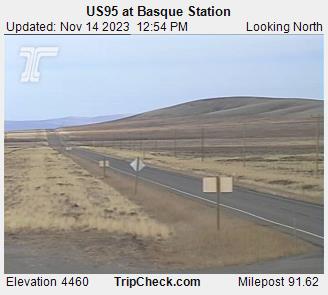 US95 at Basque Station
Updated: Nov 14 2023 12:54 PM Looking North
Elevation 4460 TripCheck.com Milepost 91.62